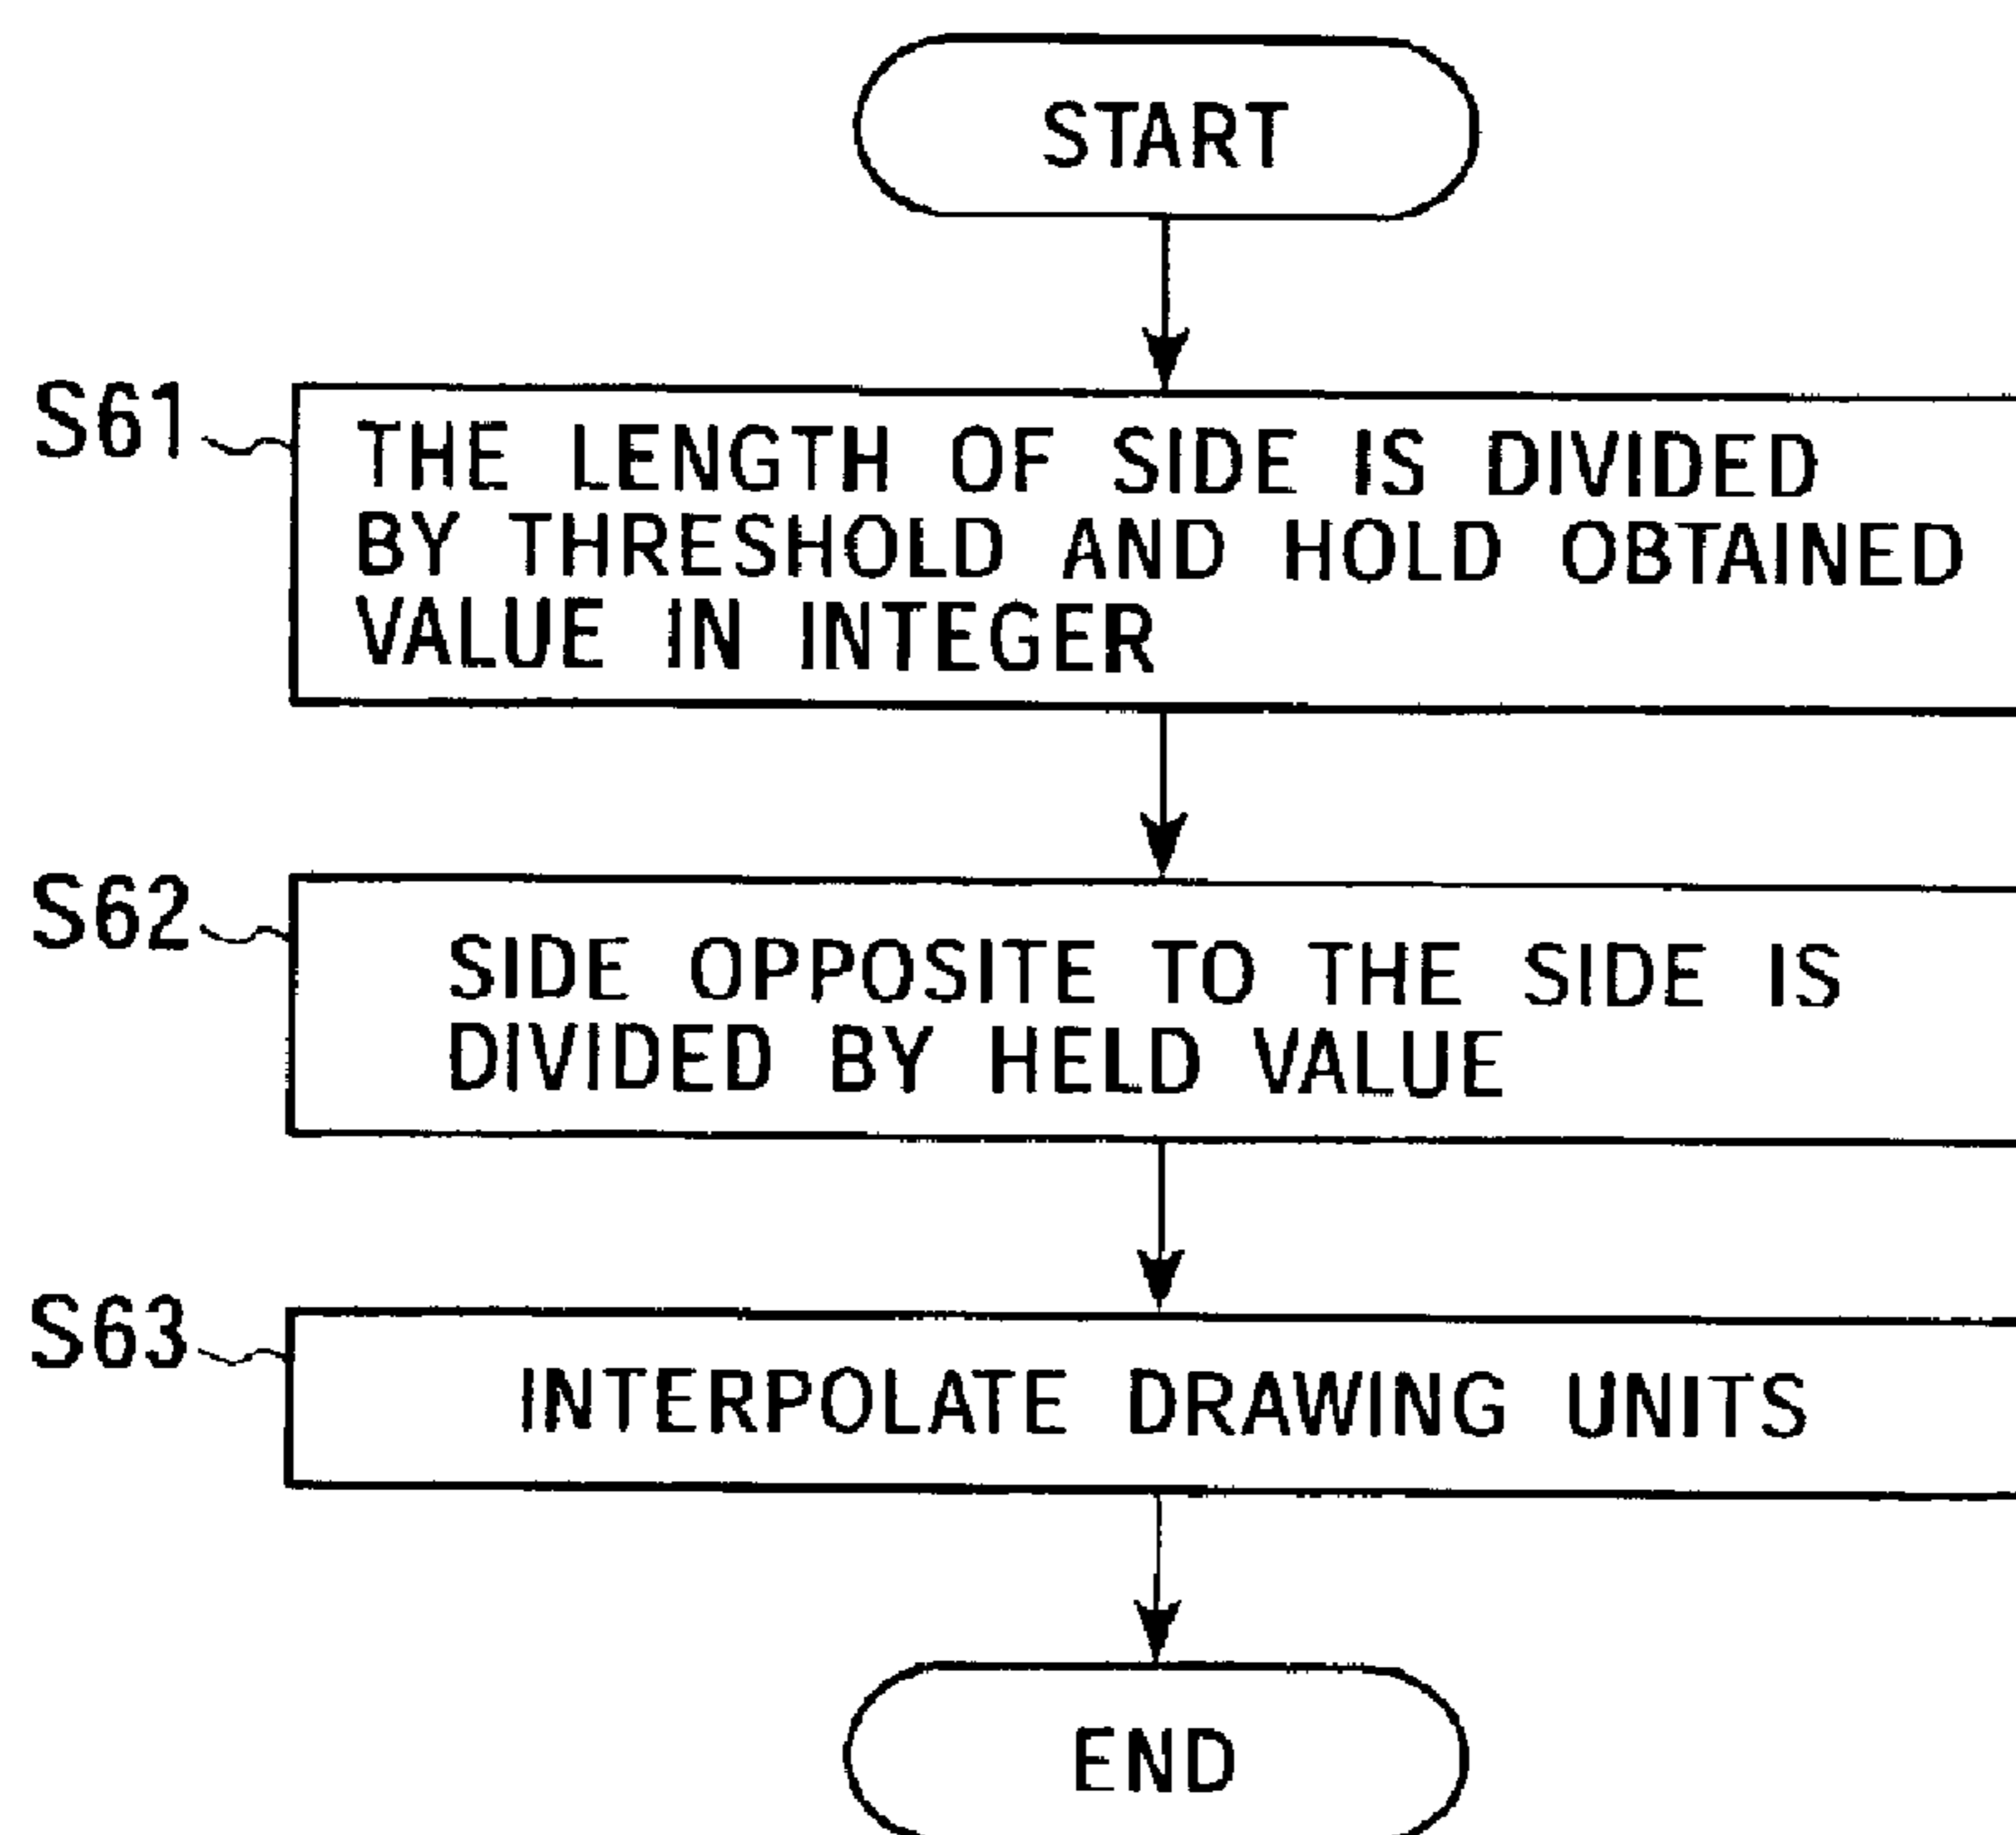 START
S61
THE LENGTH OF SIDE IS DIVIDED
BY THRESHOLD AND HOLD OBTAINED
VALUE IN INTEGER
S62
SIDE OPPOSITE TO THE SIDE IS
DIVIDED BY HELD VALUE
S63
INTERPOLATE DRAWING UNITS
END